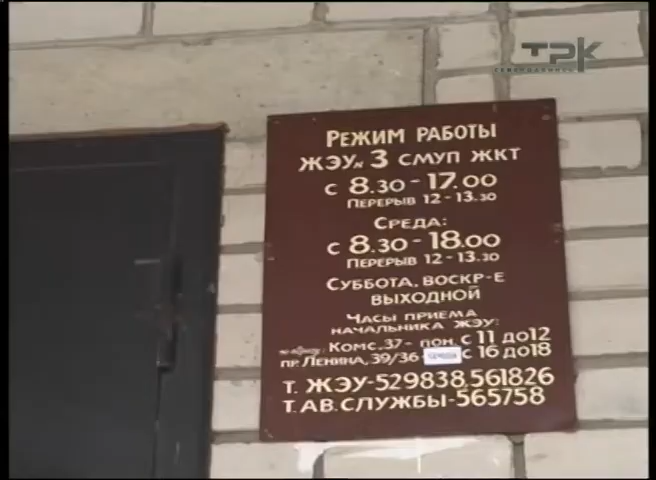 ТРК
РЕЖИМ РАБОТЫ
ЖЭУ N 3 СМУП ЖКТ
С 8.30 - 17.00
ПЕРЕРЫВ 12 - 13.30
СРЕДА:
С 8.30 - 18.00
ПЕРЕРЫВ 12 - 13.30
СУББОТА, ВОСКР-Е
ВЫХОДНОЙ
ЧАСЫ ПРИЕМА
НАЧАЛЬНИКА ЖЭУ:
КОМС. 37 - ПОН. С 11 ДО 12
ПР. ЛЕНИНА, 39/36 С 16 ДО 18
Т. ЖЭУ - 529838, 561826
Т. АВ. СЛУЖБЫ - 565758